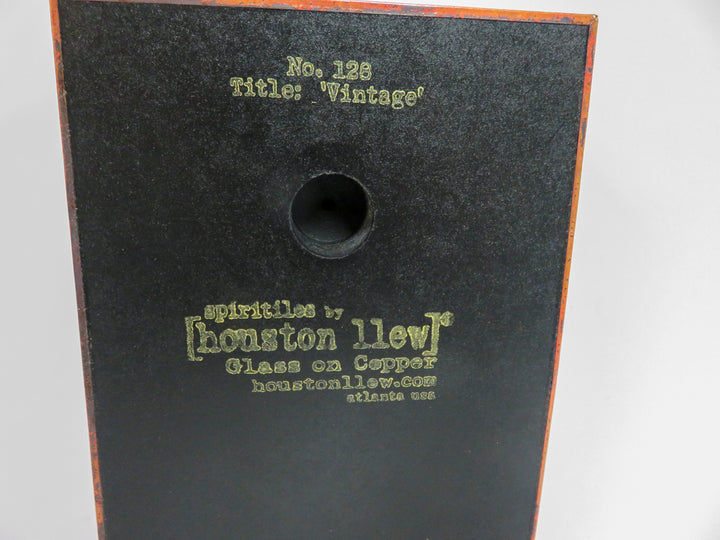 No. 128
Title: 'Vintage'
spiritiles by
[houston llew]®
Glass on Copper
houstonllew.com
atlanta usa